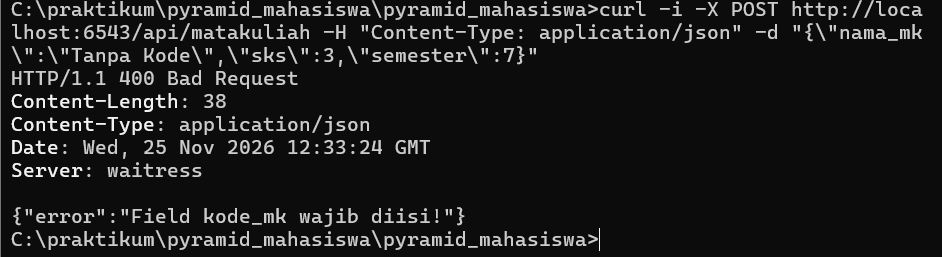 C:\praktikum\pyramid_mahasiswa\pyramid_mahasiswa>curl -i -X POST http://loca
lhost:6543/api/matakuliah -H "Content-Type: application/json" -d "{\"nama_mk
\":\"Tanpa Kode\",\"sks\":3,\"semester\":7}"
HTTP/1.1 400 Bad Request
Content-Length: 38
Content-Type: application/json
Date: Wed, 25 Nov 2026 12:33:24 GMT
Server: waitress

{"error":"Field kode_mk wajib diisi!"}
C:\praktikum\pyramid_mahasiswa\pyramid_mahasiswa>